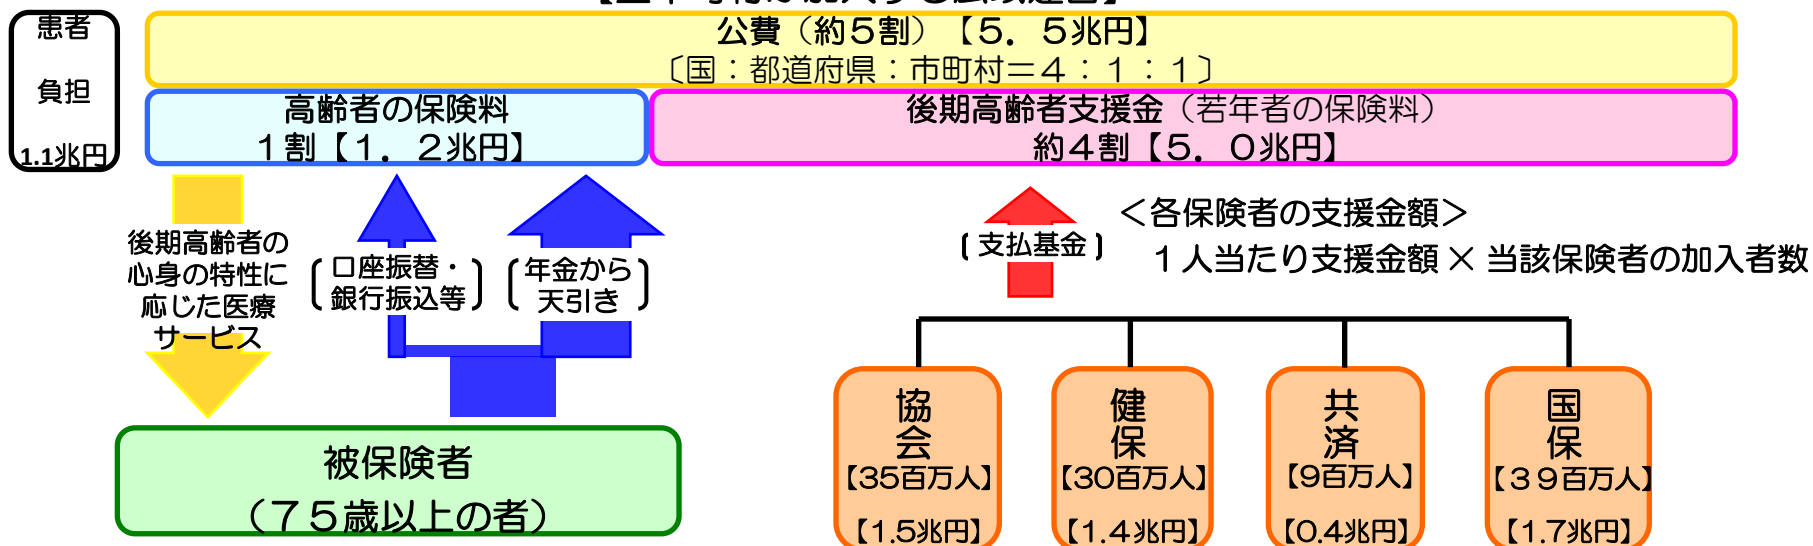 患者
負担
1.1兆円
公費（約５割）【５．５兆円】
〔国：都道府県：市町村＝４：１：１〕
高齢者の保険料
１割【１．２兆円】
後期高齢者支援金（若年者の保険料）
約４割【５．０兆円】
後期高齢者の
心身の特性に
応じた医療
サービス
口座振替・
銀行振込等
年金から
天引き
支払基金
＜各保険者の支援金額＞
１人当たり支援金額 × 当該保険者の加入者数
被保険者
（７５歳以上の者）
協会
【35百万人】
【1.5兆円】
健保
【30百万人】
【1.4兆円】
共済
【9百万人】
【0.4兆円】
国保
【３９百万人】
【1.7兆円】